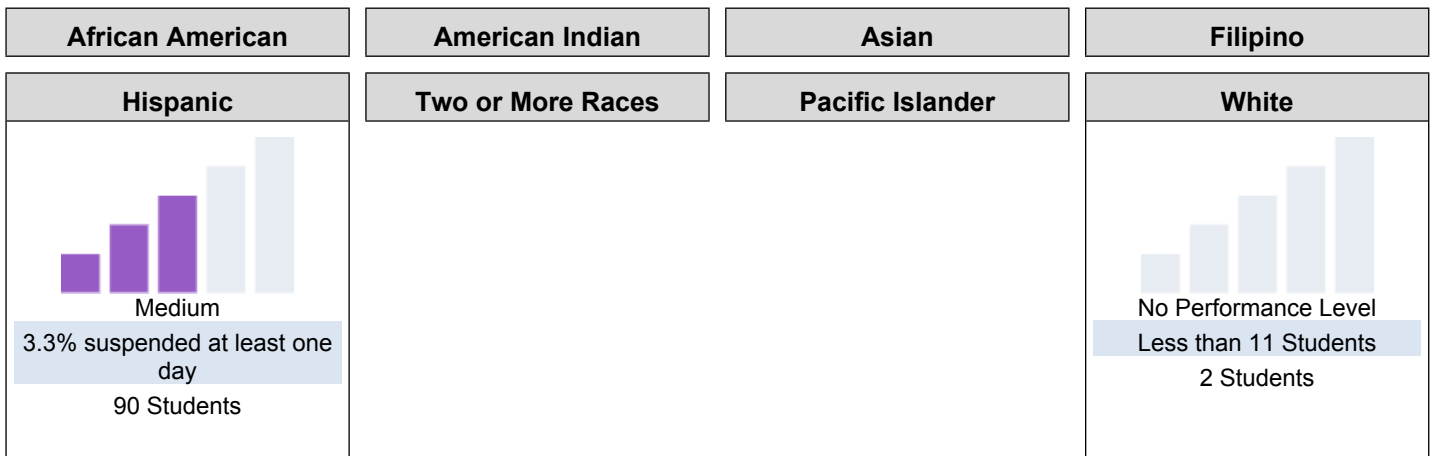 African American
American Indian
Asian
Filipino
Hispanic
Two or More Races
Pacific Islander
White
Medium
3.3% suspended at least one
day
90 Students
No Performance Level
Less than 11 Students
2 Students